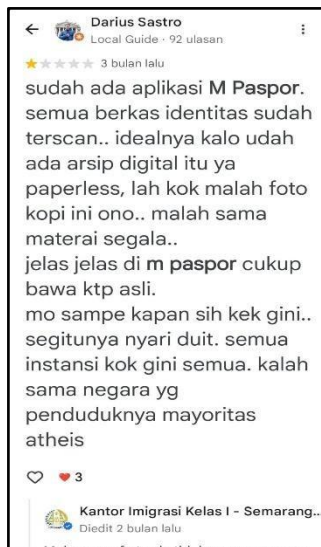 Darius Sastro
Local Guide · 92 ulasan
3 bulan lalu
sudah ada aplikasi M Paspor.
semua berkas identitas sudah
terscan.. idealnya kalo udah
ada arsip digital itu ya
paperless, lah kok malah foto
kopi ini ono.. malah sama
materai segala..
jelas jelas di m paspor cukup
bawa ktp asli.
mo sampe kapan sih kek gini..
segitunya nyari duit. semua
instansi kok gini semua. kalah
sama negara yg
penduduknya mayoritas
atheis
3
Kantor Imigrasi Kelas I - Semarang...
Diedit 2 bulan lalu